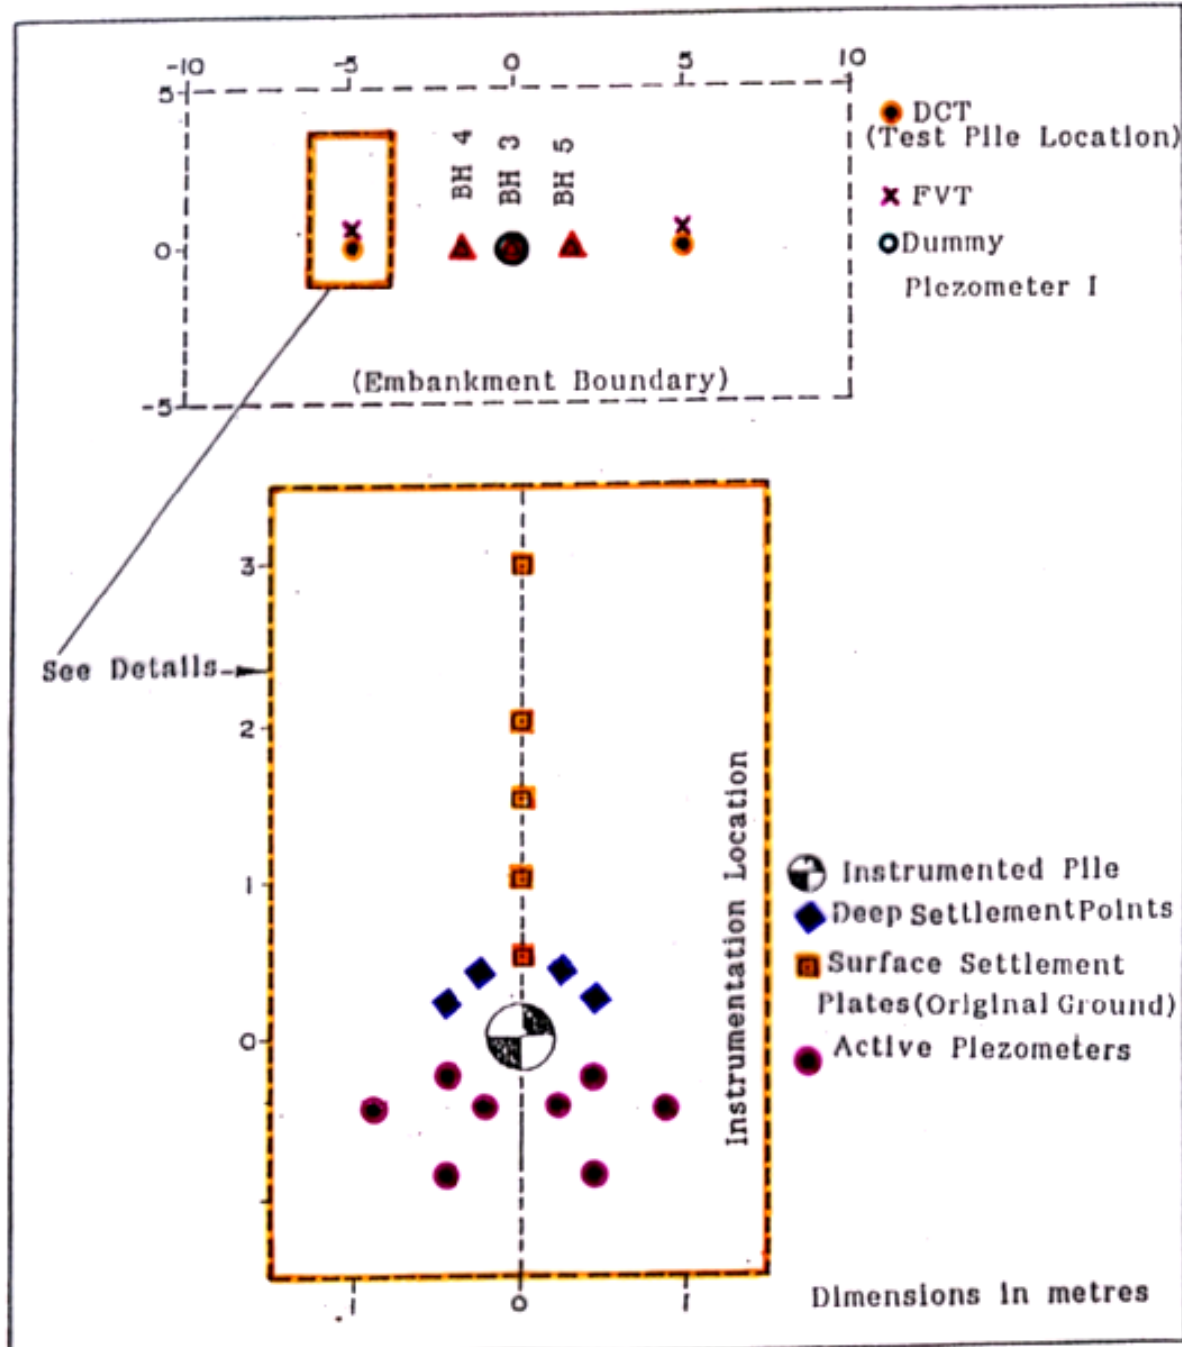 -10 -5 0 5 10
5
DCT
(Test Pile Location)
BH 4
BH 3
BH 5
FVT
0
Dummy
Piezometer I
(Embankment Boundary)
-5
3
See Details
2
Instrumentation Location
1
Instrumented Pile
Deep Settlement Points
Surface Settlement
Plates (Original Ground)
0
Active Piezometers
-1 0 1
Dimensions in metres